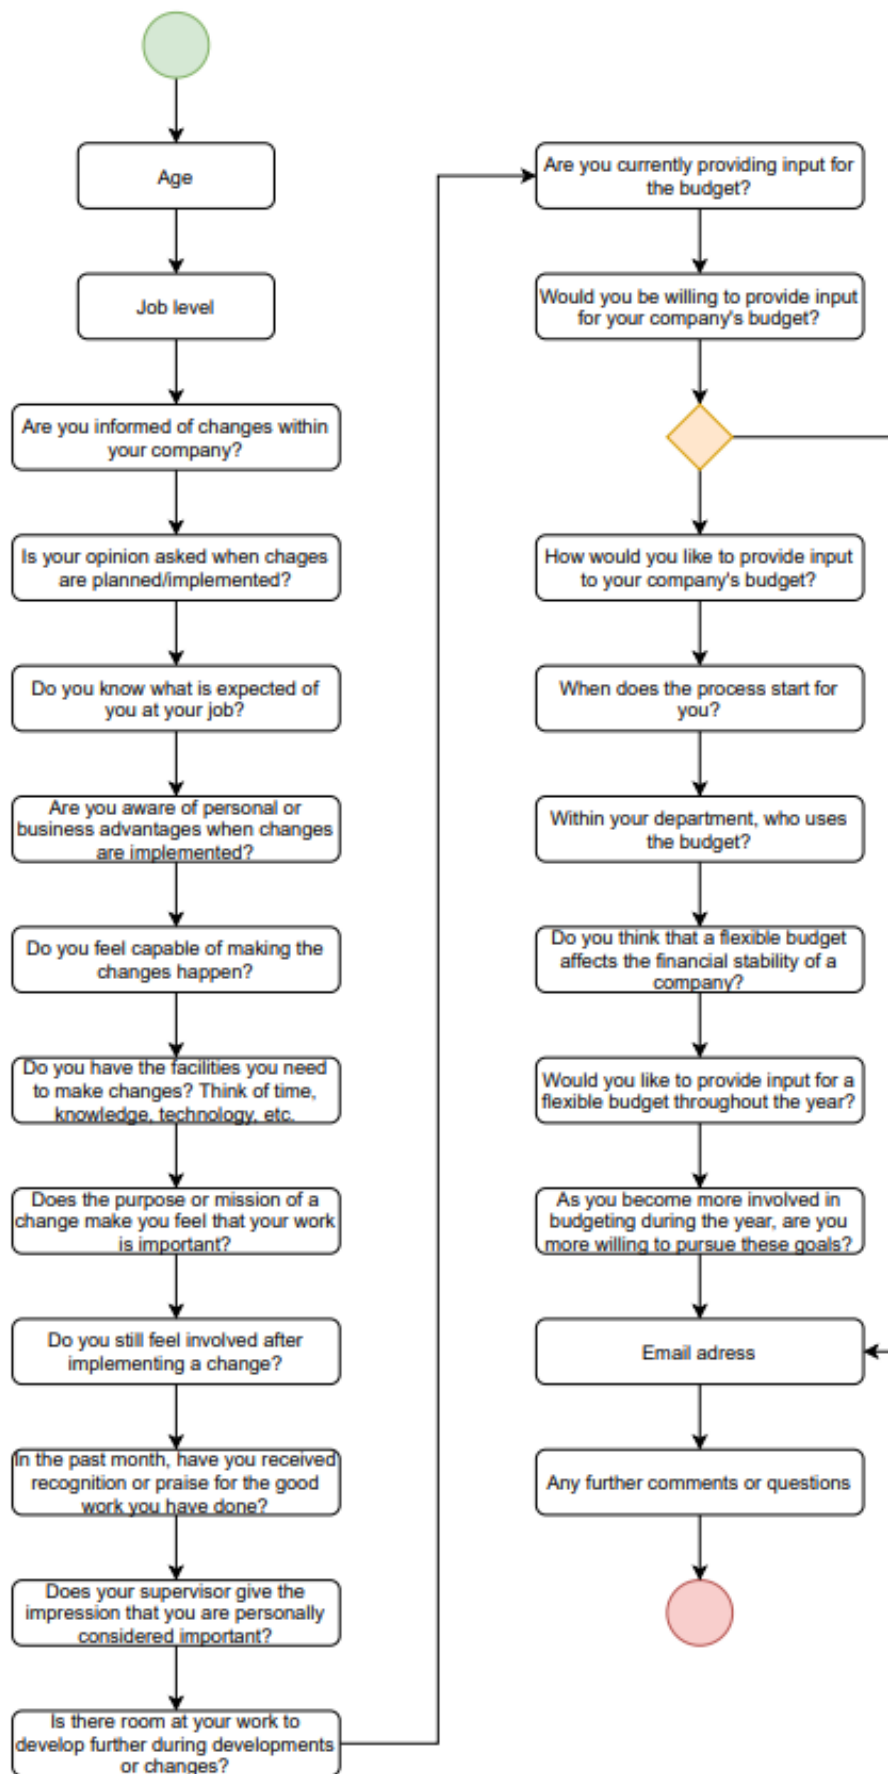 Age
Job level
Are you informed of changes within
your company?
Is your opinion asked when chages
are planned/implemented?
Do you know what is expected of
you at your job?
Are you aware of personal or
business advantages when changes
are implemented?
Do you feel capable of making the
changes happen?
Do you have the facilities you need
to make changes? Think of time,
knowledge, technology, etc.
Does the purpose or mission of a
change make you feel that your work
is important?
Do you still feel involved after
implementing a change?
In the past month, have you received
recognition or praise for the good
work you have done?
Does your supervisor give the
impression that you are personally
considered important?
Is there room at your work to
develop further during developments
or changes?
Are you currently providing input for
the budget?
Would you be willing to provide input
for your company's budget?
How would you like to provide input
to your company's budget?
When does the process start for
you?
Within your department, who uses
the budget?
Do you think that a flexible budget
affects the financial stability of a
company?
Would you like to provide input for a
flexible budget throughout the year?
As you become more involved in
budgeting during the year, are you
more willing to pursue these goals?
Email adress
Any further comments or questions